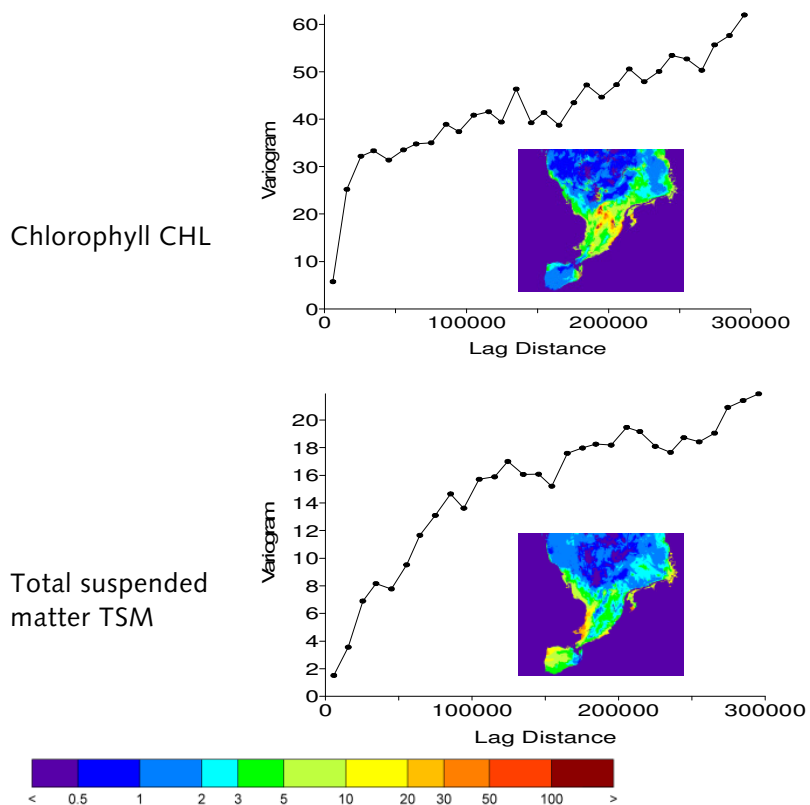 60
50
40
30
20
10
0
Variogram
0 100000 200000 300000
Lag Distance
Chlorophyll CHL
20
18
16
14
12
10
8
6
4
2
0
Variogram
0 100000 200000 300000
Lag Distance
Total suspended
matter TSM
< 0.5 1 2 3 5 10 20 30 50 100 >